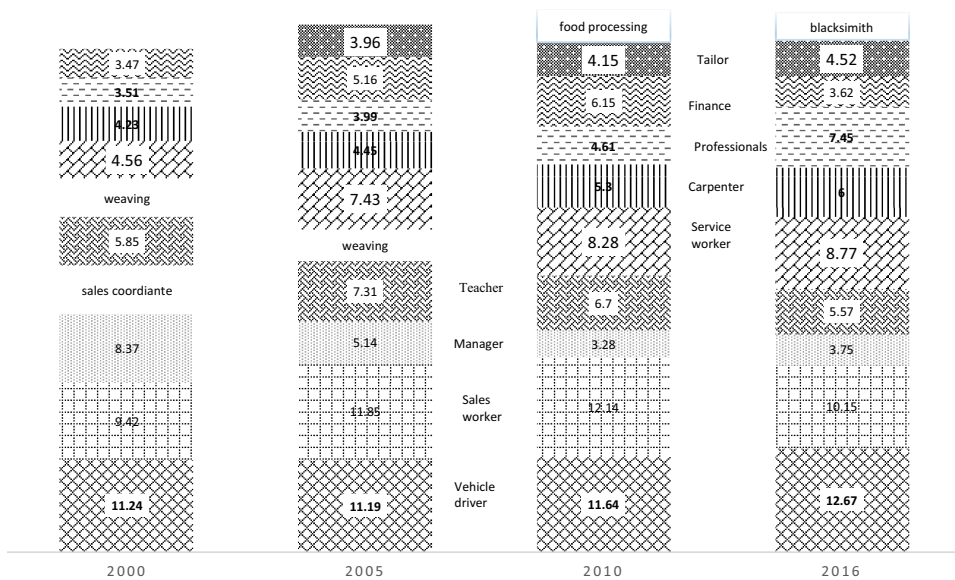 3.47
3.51
4.23
4.56
weaving
5.85
sales coordiante
8.37
9.42
11.24
3.96
5.16
3.99
4.45
7.43
weaving
7.31
5.14
11.85
11.19
Teacher
Manager
Sales
worker
Vehicle
driver
food processing
4.15
6.15
4.61
5.3
8.28
6.7
3.28
12.14
11.64
Tailor
Finance
Professionals
Carpenter
Service
worker
blacksmith
4.52
3.62
7.45
6
8.77
5.57
3.75
10.15
12.67
2000
2005
2010
2016